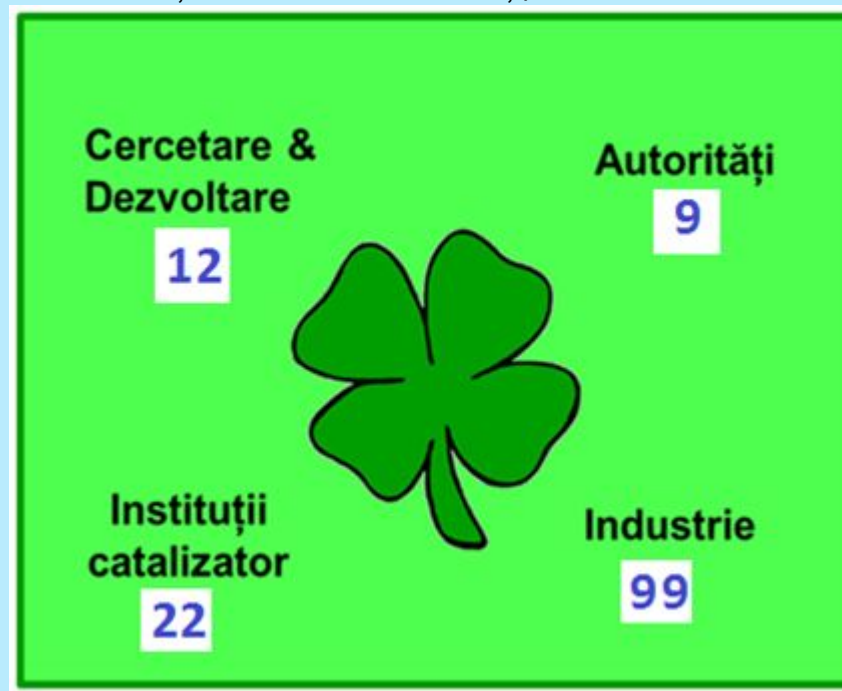 Cercetare &
Dezvoltare
12
Autorități
9
Instituții
catalizator
22
Industrie
99